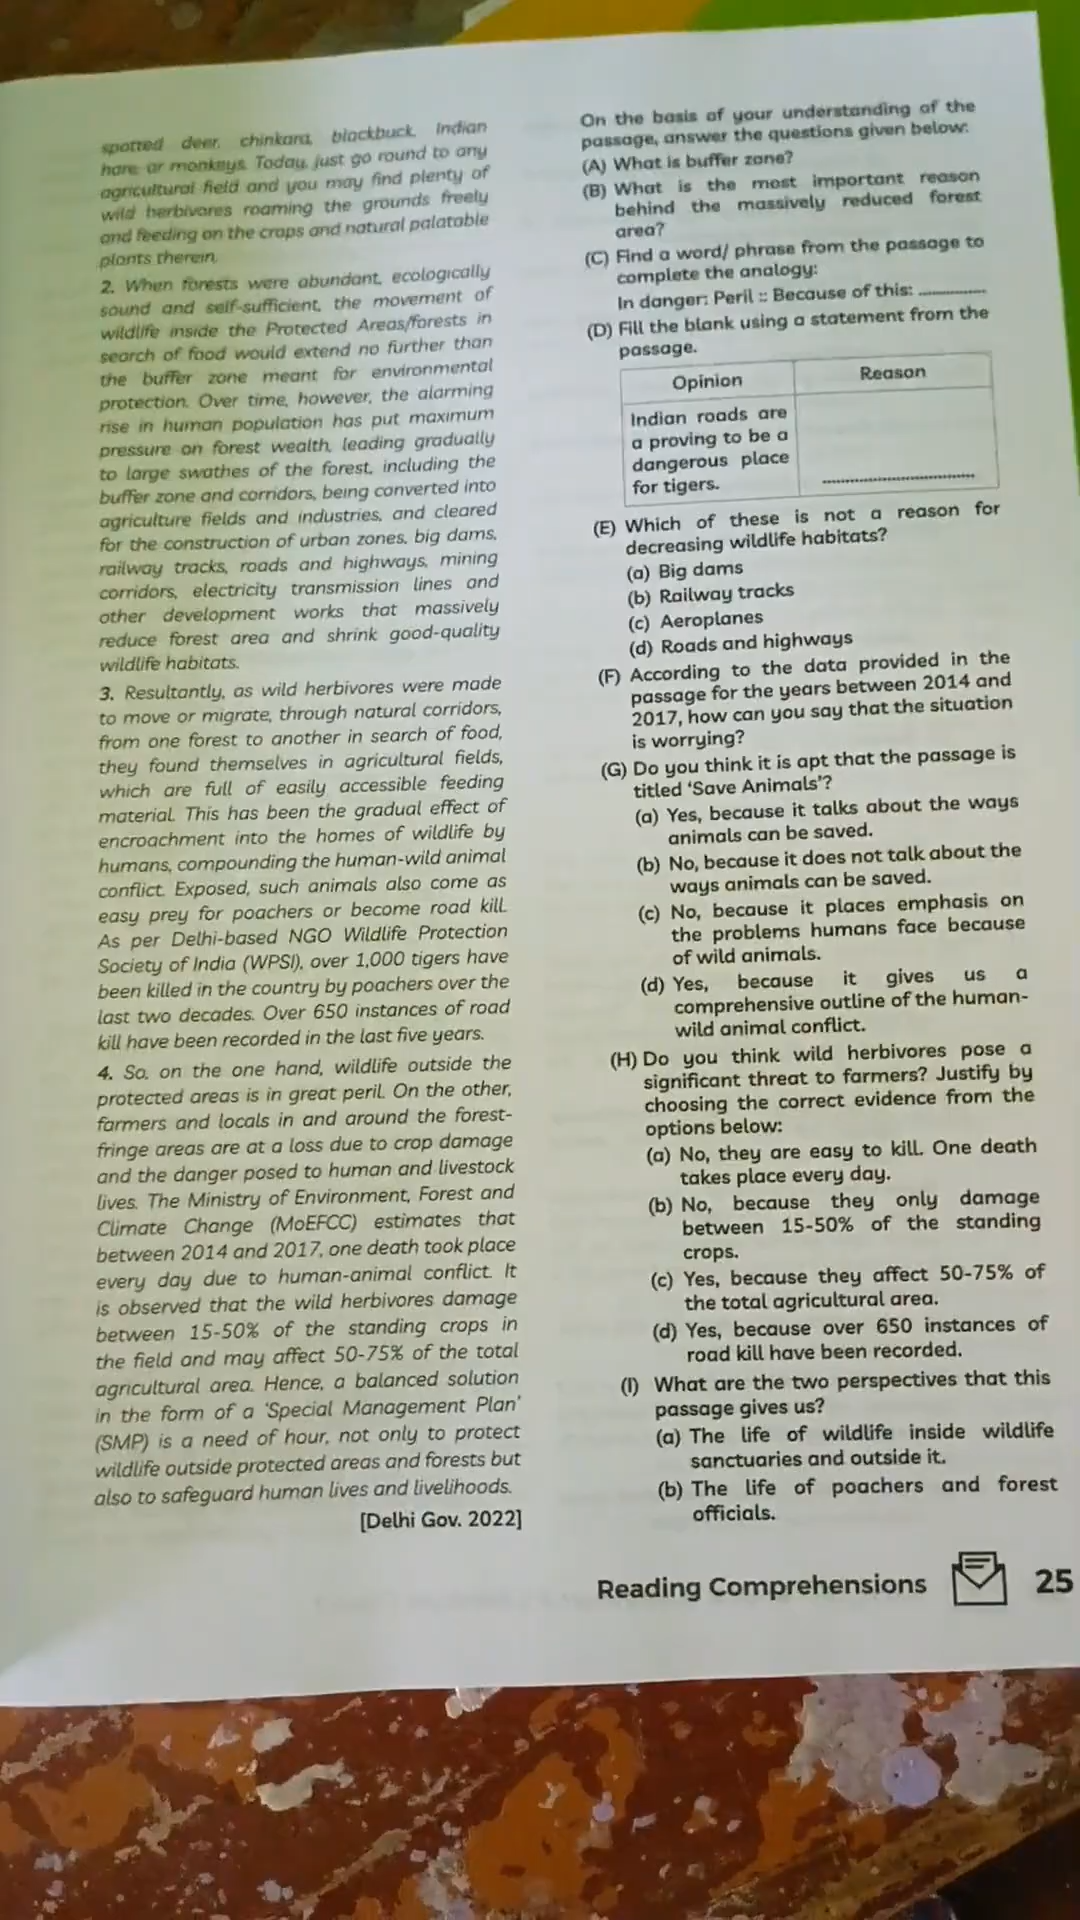 spotted deer, chinkara, blackbuck, Indian
hare or monkeys. Today, just go round to any
agricultural field and you may find plenty of
wild herbivores roaming the grounds freely
and feeding on the crops and natural palatable
plants therein.
2. When forests were abundant, ecologically
sound and self-sufficient, the movement of
wildlife inside the Protected Areas/forests in
search of food would extend no further than
the buffer zone meant for environmental
protection. Over time, however, the alarming
rise in human population has put maximum
pressure on forest wealth, leading gradually
to large swathes of the forest, including the
buffer zone and corridors, being converted into
agriculture fields and industries, and cleared
for the construction of urban zones, big dams,
railway tracks, roads and highways, mining
corridors, electricity transmission lines and
other development works that massively
reduce forest area and shrink good-quality
wildlife habitats.
3. Resultantly, as wild herbivores were made
to move or migrate, through natural corridors,
from one forest to another in search of food,
they found themselves in agricultural fields,
which are full of easily accessible feeding
material. This has been the gradual effect of
encroachment into the homes of wildlife by
humans, compounding the human-wild animal
conflict. Exposed, such animals also come as
easy prey for poachers or become road kill.
As per Delhi-based NGO Wildlife Protection
Society of India (WPSI), over 1,000 tigers have
been killed in the country by poachers over the
last two decades. Over 650 instances of road
kill have been recorded in the last five years.
4. So, on the one hand, wildlife outside the
protected areas is in great peril. On the other,
farmers and locals in and around the forest-
fringe areas are at a loss due to crop damage
and the danger posed to human and livestock
lives. The Ministry of Environment, Forest and
Climate Change (MoEFCC) estimates that
between 2014 and 2017, one death took place
every day due to human-animal conflict. It
is observed that the wild herbivores damage
between 15-50% of the standing crops in
the field and may affect 50-75% of the total
agricultural area. Hence, a balanced solution
in the form of a 'Special Management Plan'
(SMP) is a need of hour, not only to protect
wildlife outside protected areas and forests but
also to safeguard human lives and livelihoods.
[Delhi Gov. 2022]
On the basis of your understanding of the
passage, answer the questions given below:
(A) What is buffer zone?
(B) What is the most important reason
behind the massively reduced forest
area?
(C) Find a word/ phrase from the passage to
complete the analogy:
In danger: Peril :: Because of this: ...............
(D) Fill the blank using a statement from the
passage.
Opinion
Reason
Indian roads are
a proving to be a
dangerous place
for tigers.
.................................
(E) Which of these is not a reason for
decreasing wildlife habitats?
(a) Big dams
(b) Railway tracks
(c) Aeroplanes
(d) Roads and highways
(F) According to the data provided in the
passage for the years between 2014 and
2017, how can you say that the situation
is worrying?
(G) Do you think it is apt that the passage is
titled 'Save Animals'?
(a) Yes, because it talks about the ways
animals can be saved.
(b) No, because it does not talk about the
ways animals can be saved.
(c) No, because it places emphasis on
the problems humans face because
of wild animals.
(d) Yes, because it gives us a
comprehensive outline of the human-
wild animal conflict.
(H) Do you think wild herbivores pose a
significant threat to farmers? Justify by
choosing the correct evidence from the
options below:
(a) No, they are easy to kill. One death
takes place every day.
(b) No, because they only damage
between 15-50% of the standing
crops.
(c) Yes, because they affect 50-75% of
the total agricultural area.
(d) Yes, because over 650 instances of
road kill have been recorded.
(I) What are the two perspectives that this
passage gives us?
(a) The life of wildlife inside wildlife
sanctuaries and outside it.
(b) The life of poachers and forest
officials.
Reading Comprehensions 25